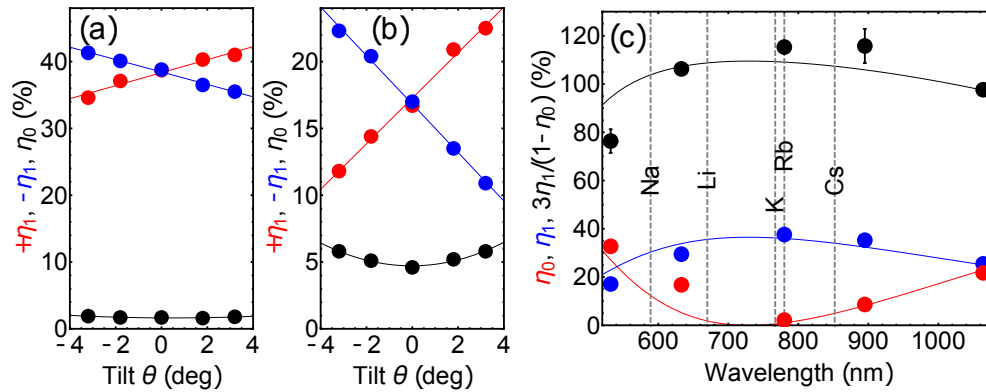 (a)
+η₁, - η₁, η₀ (%)
40
30
20
10
0
-4 -2 0 2 4
Tilt θ (deg)
(b)
+η₁, - η₁, η₀ (%)
20
15
10
5
0
-4 -2 0 2 4
Tilt θ (deg)
(c)
η₀, η₁, 3η₁/(1- η₀) (%)
120
100
80
60
40
20
0
Na
Li
K
Rb
Cs
600 700 800 900 1000
Wavelength (nm)